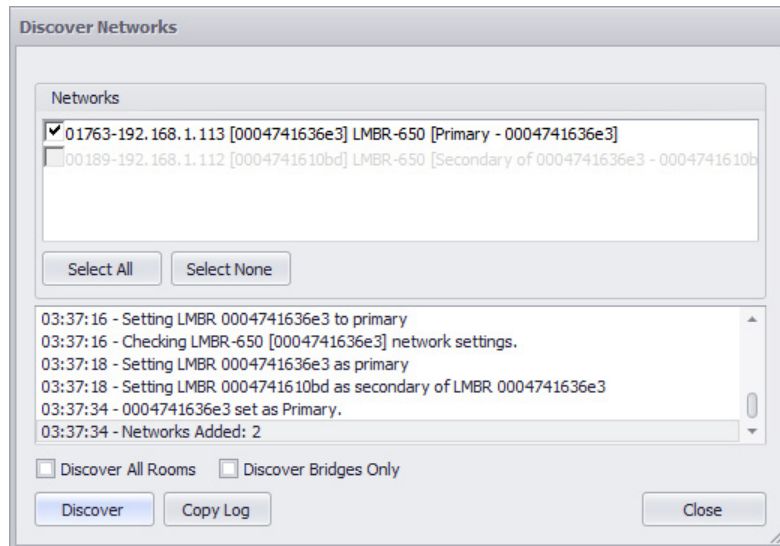 Discover Networks
Networks
01763-192.168.1.113 [0004741636e3] LMBR-650 [Primary - 0004741636e3]
00189-192.168.1.112 [0004741610bd] LMBR-650 [Secondary of 0004741636e3 - 0004741610b
Select All Select None
03:37:16 - Setting LMBR 0004741636e3 to primary
03:37:16 - Checking LMBR-650 [0004741636e3] network settings.
03:37:18 - Setting LMBR 0004741636e3 as primary
03:37:18 - Setting LMBR 0004741610bd as secondary of LMBR 0004741636e3
03:37:34 - 0004741636e3 set as Primary.
03:37:34 - Networks Added: 2
Discover All Rooms Discover Bridges Only
Discover Copy Log Close